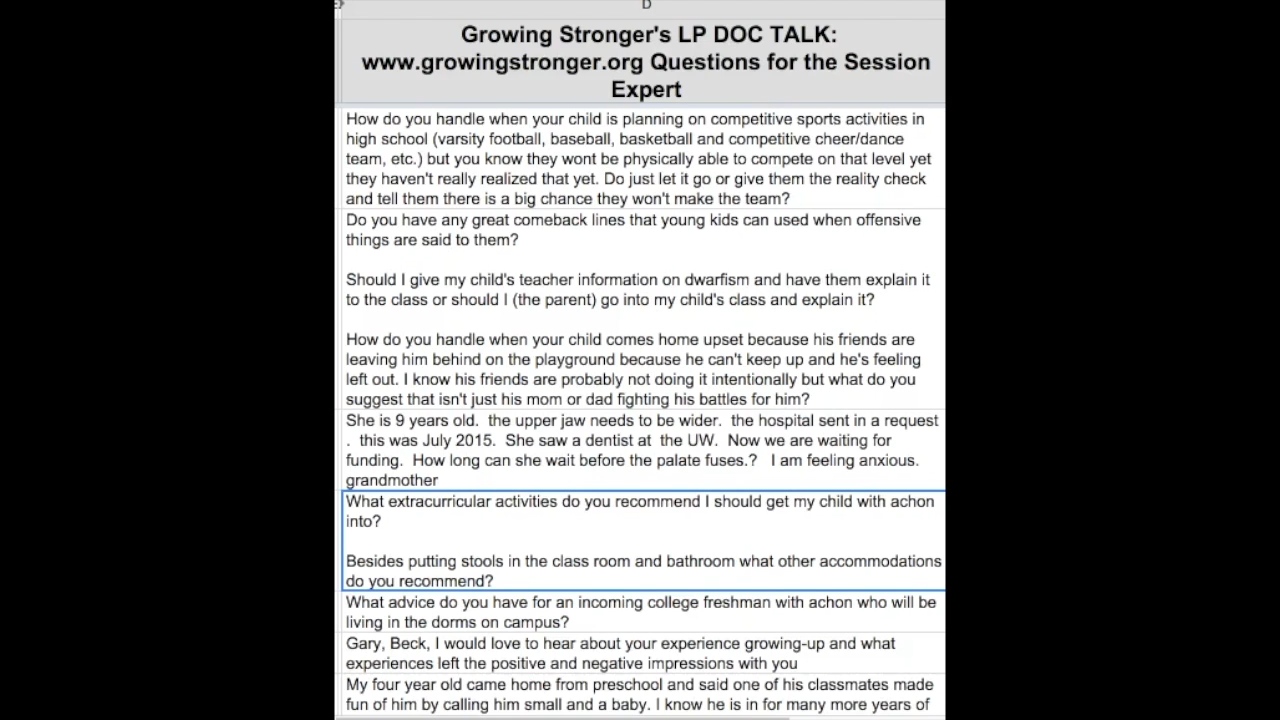 D
Growing Stronger's LP DOC TALK:
www.growingstronger.org Questions for the Session
Expert
How do you handle when your child is planning on competitive sports activities in
high school (varsity football, baseball, basketball and competitive cheer/dance
team, etc.) but you know they wont be physically able to compete on that level yet
they haven't really realized that yet. Do just let it go or give them the reality check
and tell them there is a big chance they won't make the team?
Do you have any great comeback lines that young kids can used when offensive
things are said to them?
Should I give my child's teacher information on dwarfism and have them explain it
to the class or should I (the parent) go into my child's class and explain it?
How do you handle when your child comes home upset because his friends are
leaving him behind on the playground because he can't keep up and he's feeling
left out. I know his friends are probably not doing it intentionally but what do you
suggest that isn't just his mom or dad fighting his battles for him?
She is 9 years old.  the upper jaw needs to be wider.  the hospital sent in a request
.  this was July 2015.  She saw a dentist at  the UW.  Now we are waiting for
funding.  How long can she wait before the palate fuses.?   I am feeling anxious.
grandmother
What extracurricular activities do you recommend I should get my child with achon
into?
Besides putting stools in the class room and bathroom what other accommodations
do you recommend?
What advice do you have for an incoming college freshman with achon who will be
living in the dorms on campus?
Gary, Beck, I would love to hear about your experience growing-up and what
experiences left the positive and negative impressions with you
My four year old came home from preschool and said one of his classmates made
fun of him by calling him small and a baby. I know he is in for many more years of